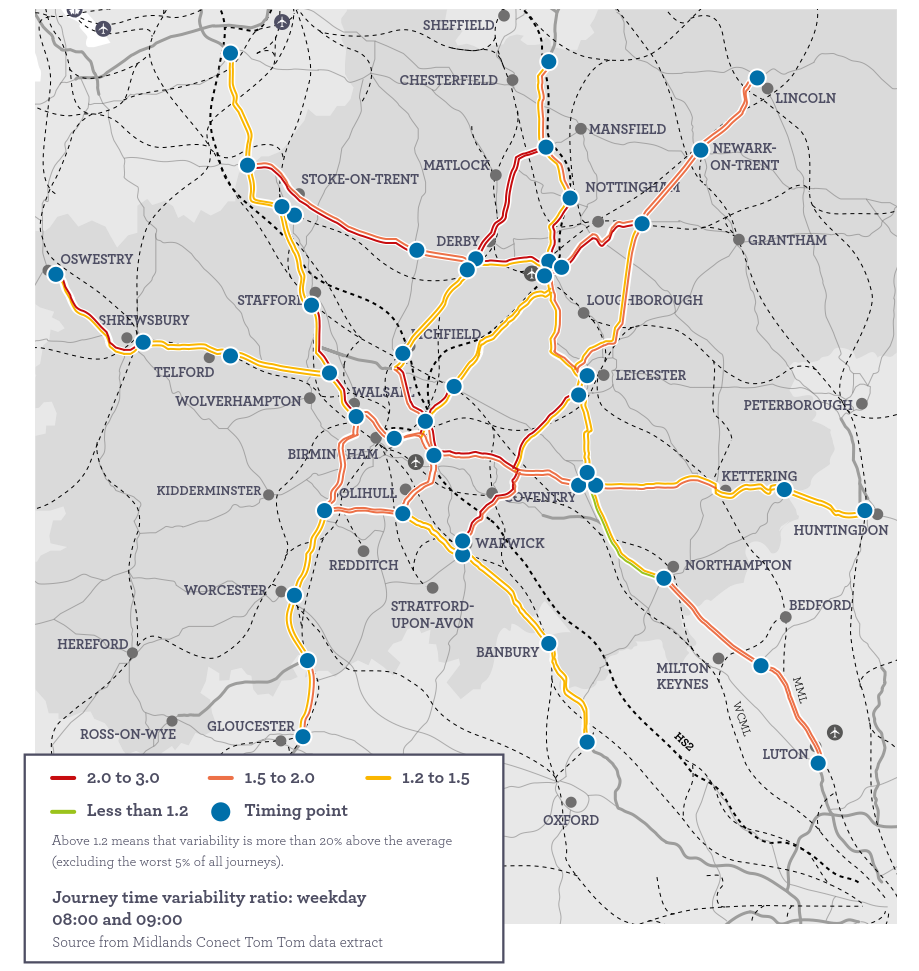 SHEFFIELD
CHESTERFIELD
LINCOLN
MANSFIELD
NEWARK-
ON-TRENT
MATLOCK
STOKE-ON-TRENT
NOTTINGHAM
DERBY
GRANTHAM
OSWESTRY
STAFFORD
LOUGHBOROUGH
SHREWSBURY
LICHFIELD
TELFORD
LEICESTER
WOLVERHAMPTON
WALSALL
PETERBOROUGH
BIRMINGHAM
KETTERING
KIDDERMINSTER
SOLIHULL
COVENTRY
HUNTINGDON
WARWICK
REDDITCH
NORTHAMPTON
WORCESTER
BEDFORD
STRATFORD-
UPON-AVON
HEREFORD
BANBURY
MILTON
KEYNES
MML
WCML
ROSS-ON-WYE
GLOUCESTER
HS2
LUTON
OXFORD
2.0 to 3.0
1.5 to 2.0
1.2 to 1.5
Less than 1.2
Timing point
Above 1.2 means that variability is more than 20% above the average
(excluding the worst 5% of all journeys).
Journey time variability ratio: weekday
08:00 and 09:00
Source from Midlands Conect Tom Tom data extract